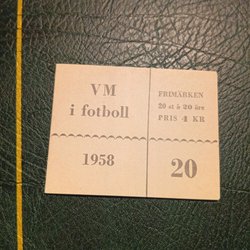 VM
i fotboll
1958
FRIMÄRKEN
20 st à 20 öre
PRIS 4 KR
20